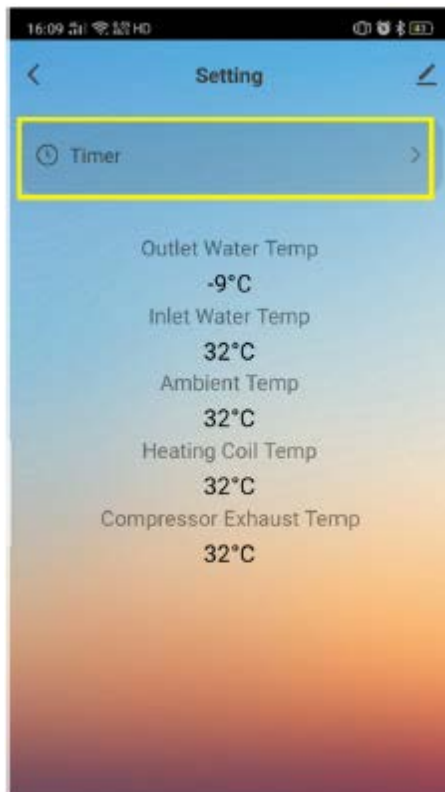 16:09 HD
Setting
Timer
Outlet Water Temp
-9°C
Inlet Water Temp
32°C
Ambient Temp
32°C
Heating Coil Temp
32°C
Compressor Exhaust Temp
32°C